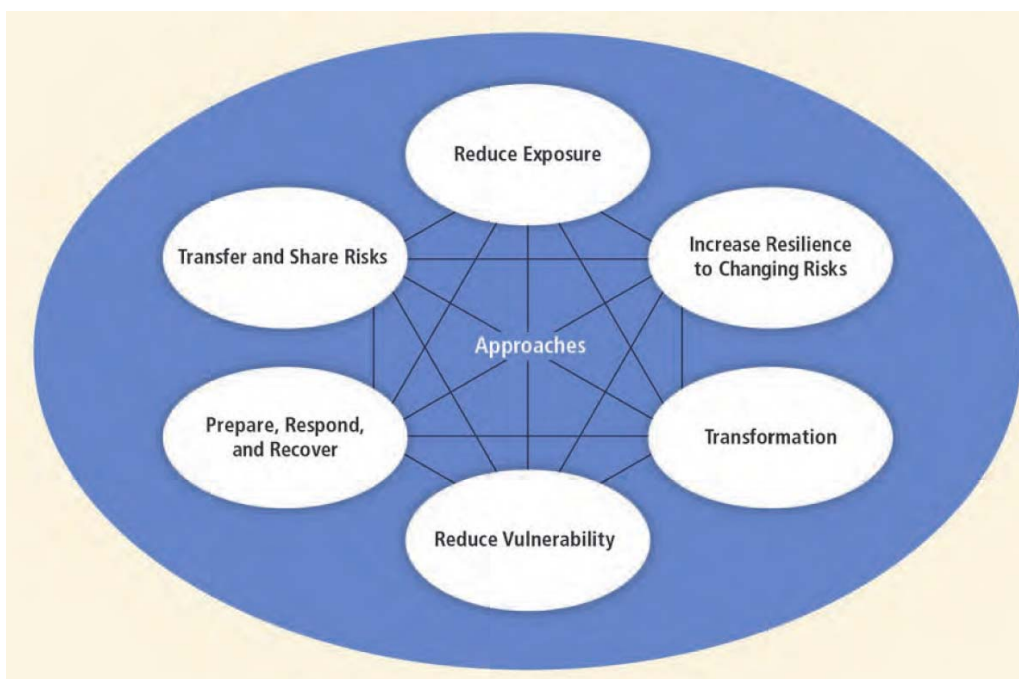 Reduce Exposure
Transfer and Share Risks
Increase Resilience
to Changing Risks
Approaches
Prepare, Respond,
and Recover
Transformation
Reduce Vulnerability